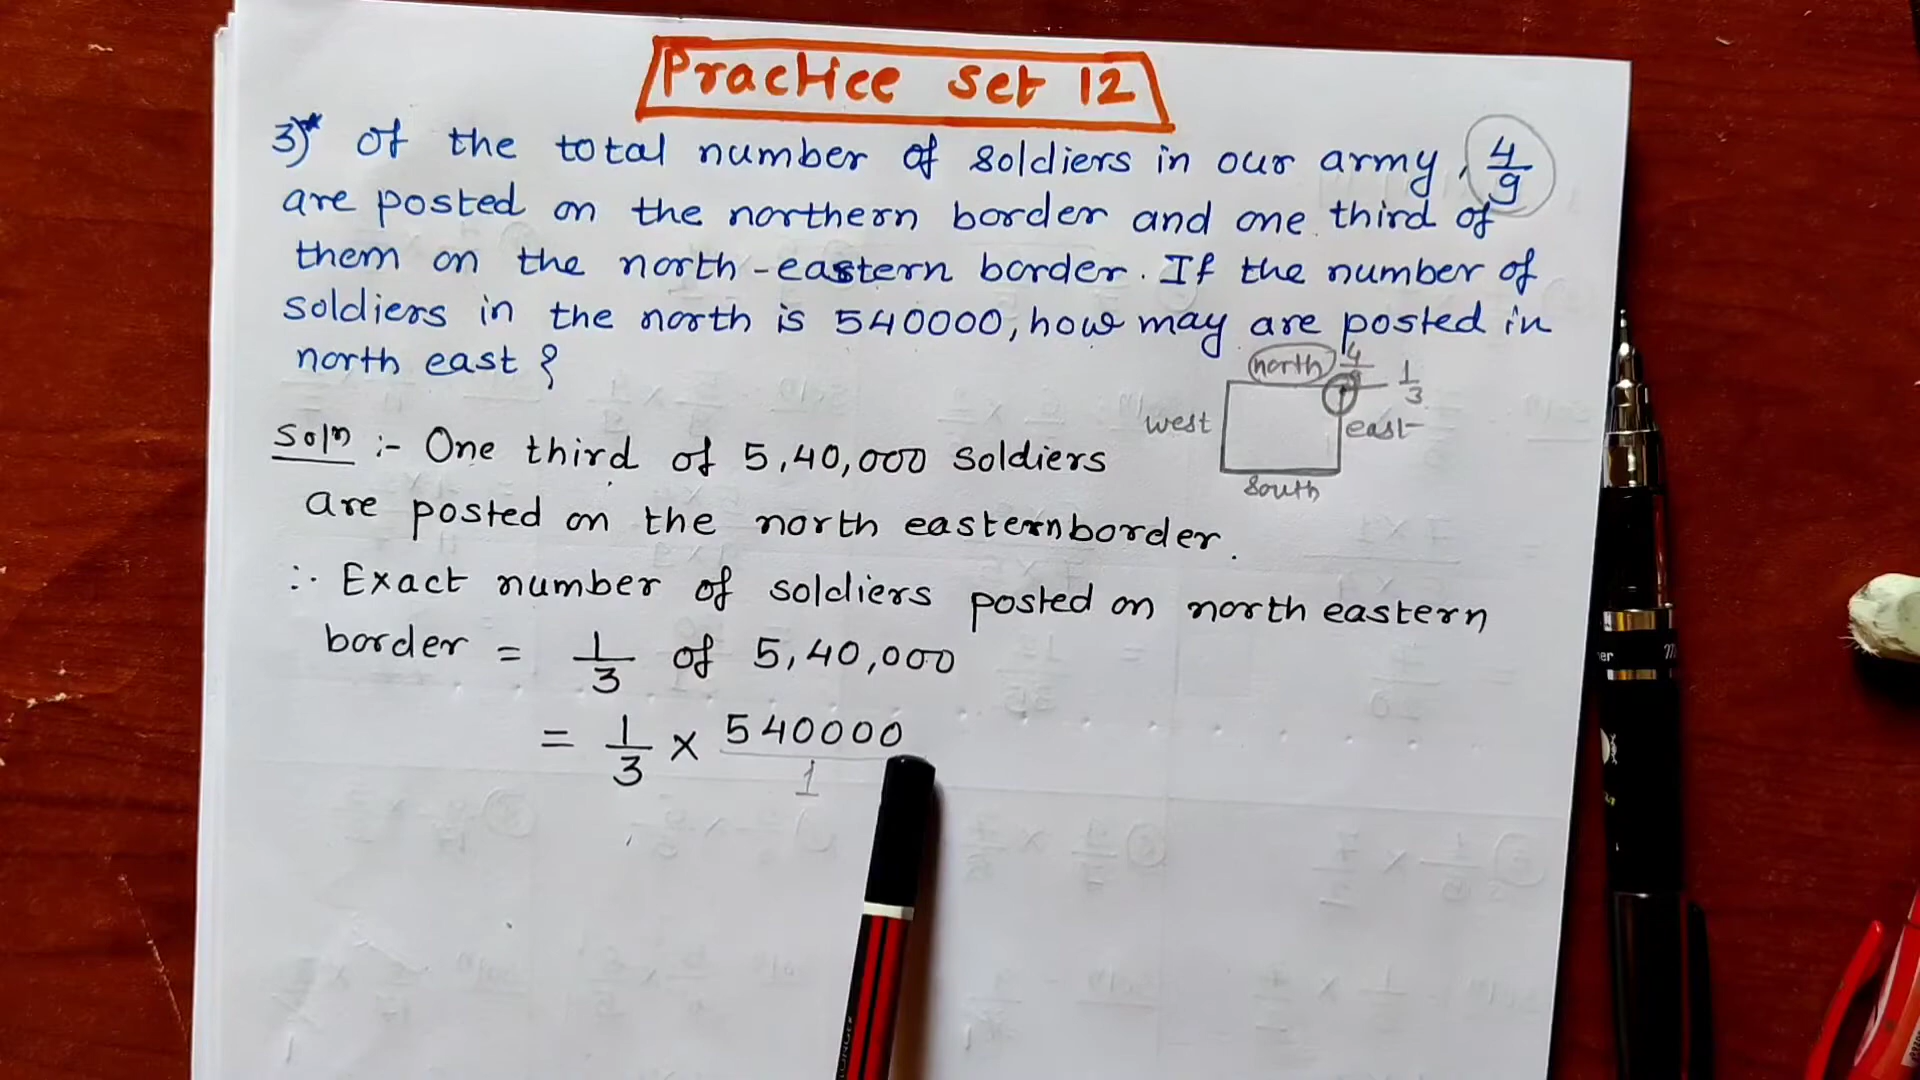 Practice set 12
3)* Of the total number of soldiers in our army, 4/9
are posted on the northern border and one third of
them on the north-eastern border. If the number of
soldiers in the north is 540000, how may are posted in
north east ?
north 4/9 1/3
west
east
south
Soln :- One third of 5,40,000 soldiers
are posted on the north easternborder.
∴ Exact number of soldiers posted on north eastern
border = 1/3 of 5,40,000
= 1/3 × 540000/1